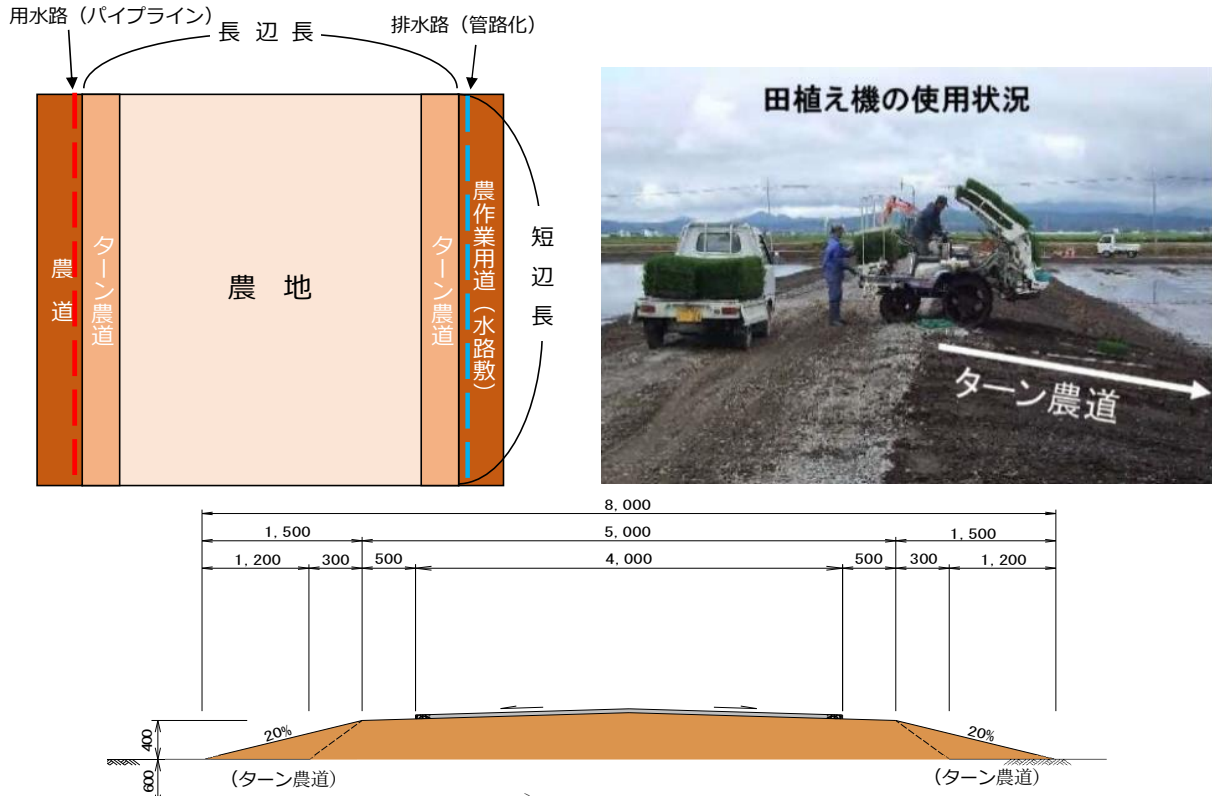 用水路（パイプライン）
長 辺 長
排水路（管路化）
農道
ターン農道
農 地
ターン農道
農作業用道（水路敷）
短辺長
田植え機の使用状況
ターン農道
8,000
1,500 5,000 1,500
1,200 300 500 4,000 500 300 1,200
400
20%
20%
600
(ターン農道)
(ターン農道)